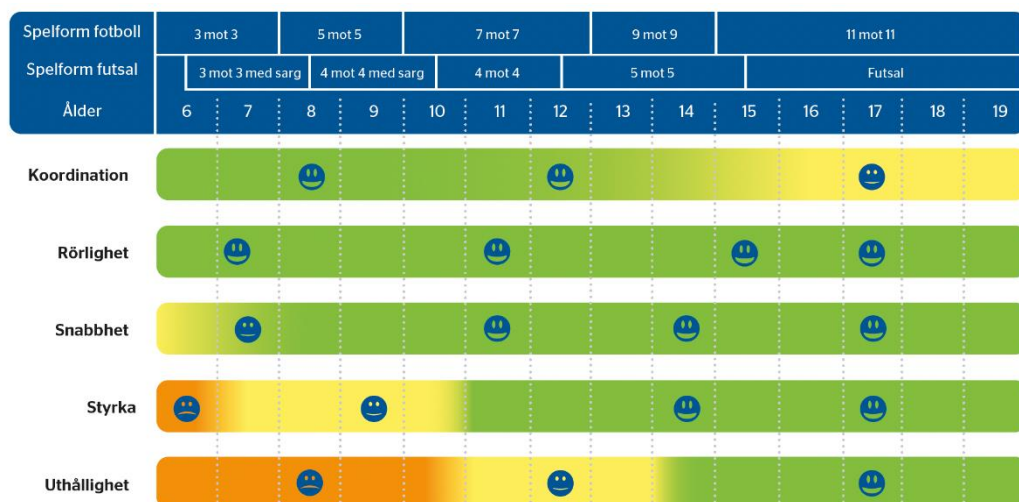 Spelform fotboll 3 mot 3 5 mot 5 7 mot 7 9 mot 9 11 mot 11
Spelform futsal 3 mot 3 med sarg 4 mot 4 med sarg 4 mot 4 5 mot 5 Futsal
Ålder 6 7 8 9 10 11 12 13 14 15 16 17 18 19
Koordination
Rörlighet
Snabbhet
Styrka
Uthållighet